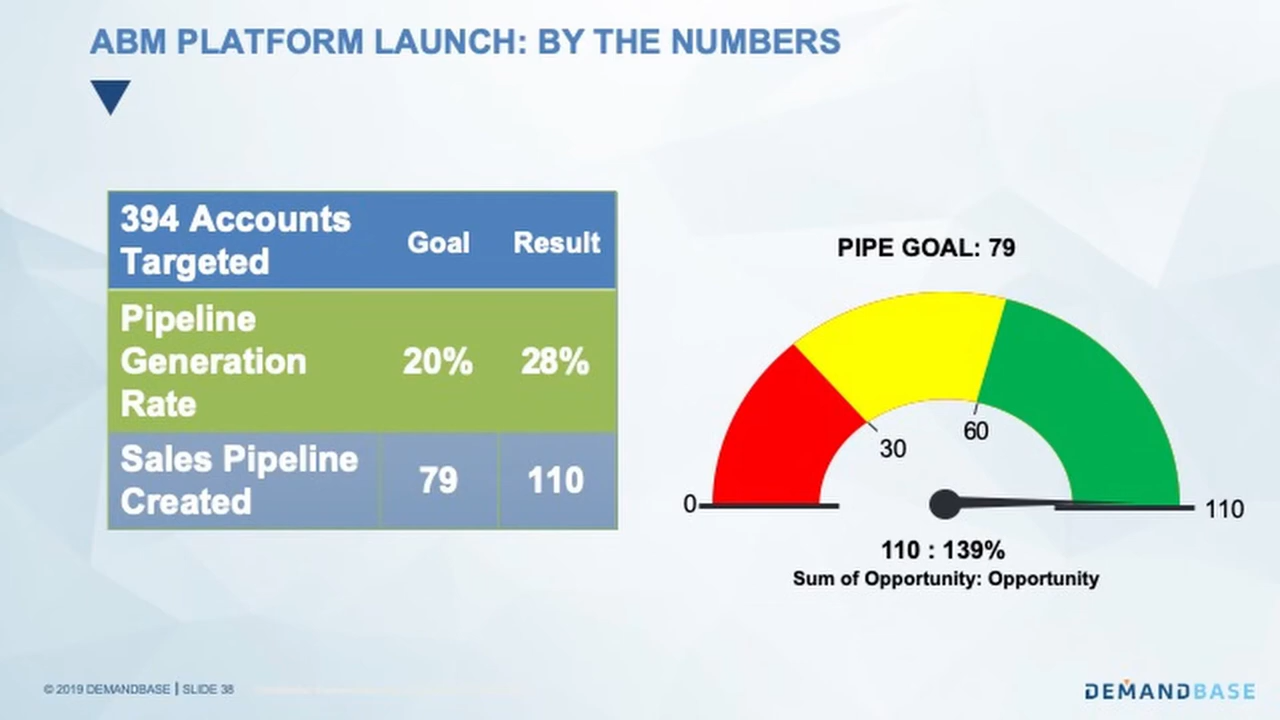 ABM PLATFORM LAUNCH: BY THE NUMBERS
394 Accounts
Targeted
Goal
Result
Pipeline
Generation
Rate
20%
28%
Sales Pipeline
Created
79
110
PIPE GOAL: 79
0
30
60
110
110 : 139%
Sum of Opportunity: Opportunity
© 2019 DEMANDBASE | SLIDE 38
DEMANDBASE